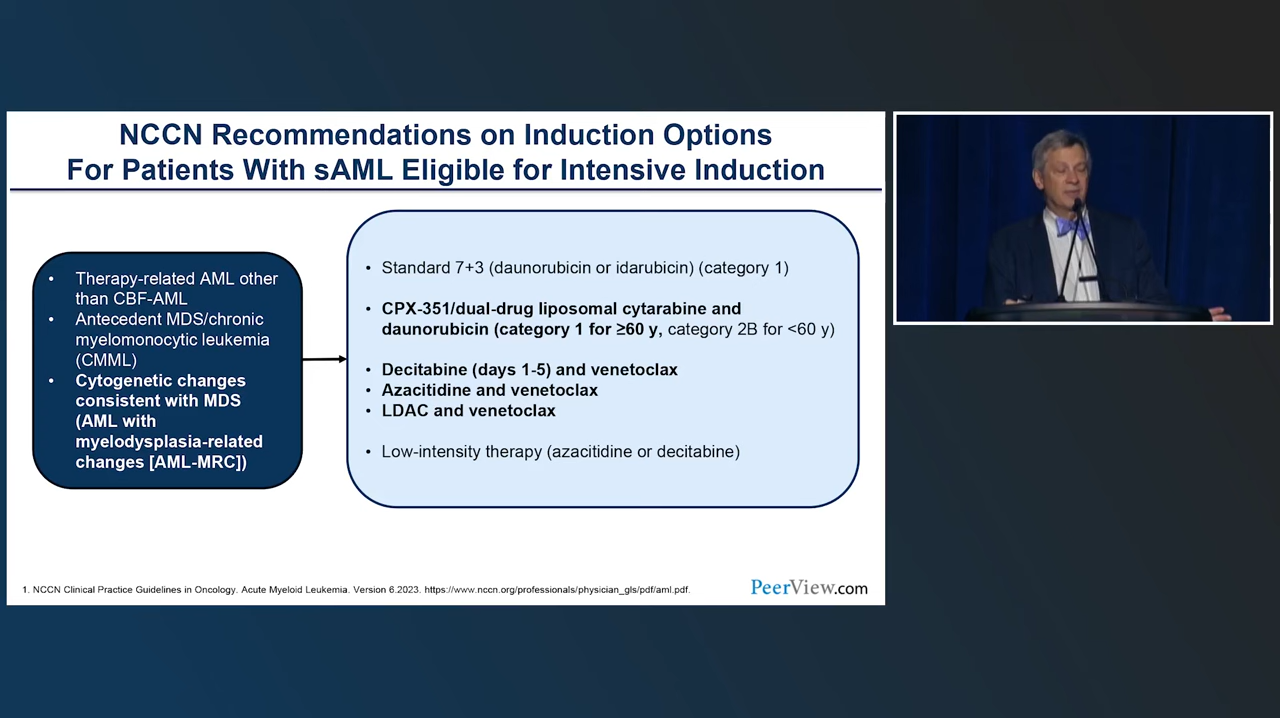 NCCN Recommendations on Induction Options
For Patients With sAML Eligible for Intensive Induction
• Therapy-related AML other
than CBF-AML
• Antecedent MDS/chronic
myelomonocytic leukemia
(CMML)
• Cytogenetic changes
consistent with MDS
(AML with
myelodysplasia-related
changes [AML-MRC])
• Standard 7+3 (daunorubicin or idarubicin) (category 1)
• CPX-351/dual-drug liposomal cytarabine and
daunorubicin (category 1 for ≥60 y, category 2B for <60 y)
• Decitabine (days 1-5) and venetoclax
• Azacitidine and venetoclax
• LDAC and venetoclax
• Low-intensity therapy (azacitidine or decitabine)
1. NCCN Clinical Practice Guidelines in Oncology. Acute Myeloid Leukemia. Version 6.2023. https://www.nccn.org/professionals/physician_gls/pdf/aml.pdf.
PeerView.com